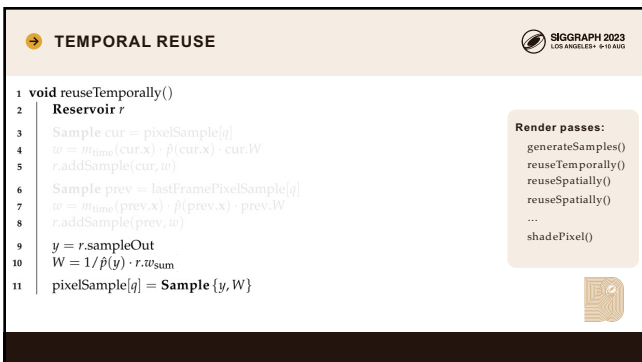 TEMPORAL REUSE
SIGGRAPH 2023
LOS ANGELES+ 6-10 AUG
1 void reuseTemporally()
2 Reservoir r
3 Sample cur = pixelSample[q]
4 w = m_time(cur.x) · p̂(cur.x) · cur.W
5 r.addSample(cur, w)
6 Sample prev = lastFramePixelSample[q]
7 w = m_time(prev.x) · p̂(prev.x) · prev.W
8 r.addSample(prev, w)
9 y = r.sampleOut
10 W = 1/p̂(y) · r.w_sum
11 pixelSample[q] = Sample {y, W}
Render passes:
generateSamples()
reuseTemporally()
reuseSpatially()
reuseSpatially()
...
shadePixel()